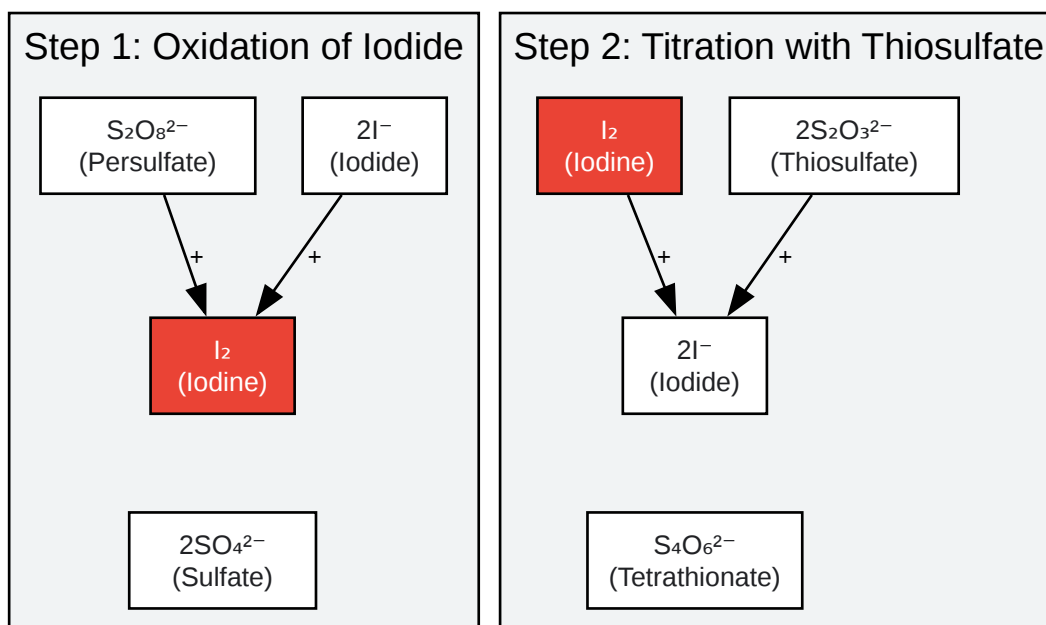 Step 1: Oxidation of Iodide
S₂O₈²⁻
(Persulfate)
2I⁻
(Iodide)
+
+
I₂
(Iodine)
2SO₄²⁻
(Sulfate)
Step 2: Titration with Thiosulfate
I₂
(Iodine)
2S₂O₃²⁻
(Thiosulfate)
+
+
2I⁻
(Iodide)
S₄O₆²⁻
(Tetrathionate)